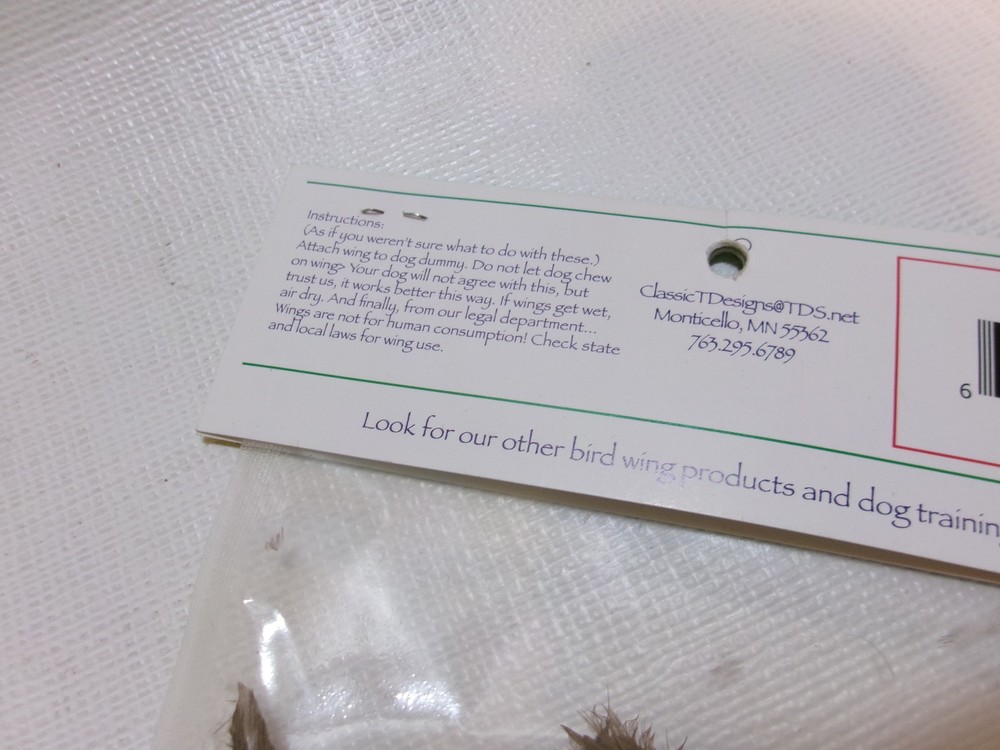 Instructions:
(As if you weren't sure what to do with these.)
Attach wing to dog dummy. Do not let dog chew
on wing? Your dog will not agree with this, but
trust us, it works better this way. If wings get wet,
air dry. And finally, from our legal department...
Wings are not for human consumption! Check state
and local laws for wing use.
ClassicTDesigns@TDS.net
Monticello, MN 55362
763.295.6789
6
Look for our other bird wing products and dog trainin